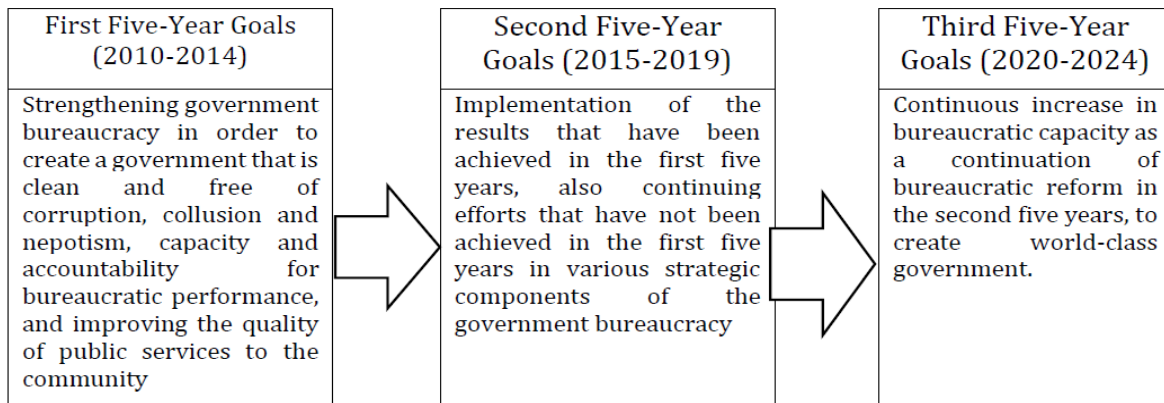 First Five-Year Goals
(2010-2014)
Strengthening government
bureaucracy in order to
create a government that is
clean and free of
corruption, collusion and
nepotism, capacity and
accountability for
bureaucratic performance,
and improving the quality
of public services to the
community
Second Five-Year
Goals (2015-2019)
Implementation of the
results that have been
achieved in the first five
years, also continuing
efforts that have not been
achieved in the first five
years in various strategic
components of the
government bureaucracy
Third Five-Year
Goals (2020-2024)
Continuous increase in
bureaucratic capacity as
a continuation of
bureaucratic reform in
the second five years, to
create world-class
government.